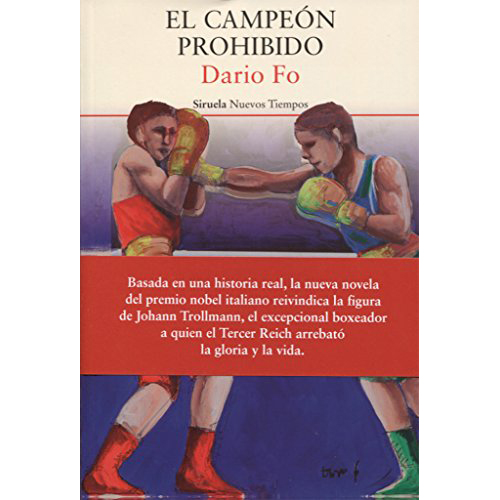 EL CAMPEÓN
PROHIBIDO
Dario Fo
Siruela Nuevos Tiempos
Basada en una historia real, la nueva novela
del premio nobel italiano reivindica la figura
de Johann Trollmann, el excepcional boxeador
a quien el Tercer Reich arrebató
la gloria y la vida.